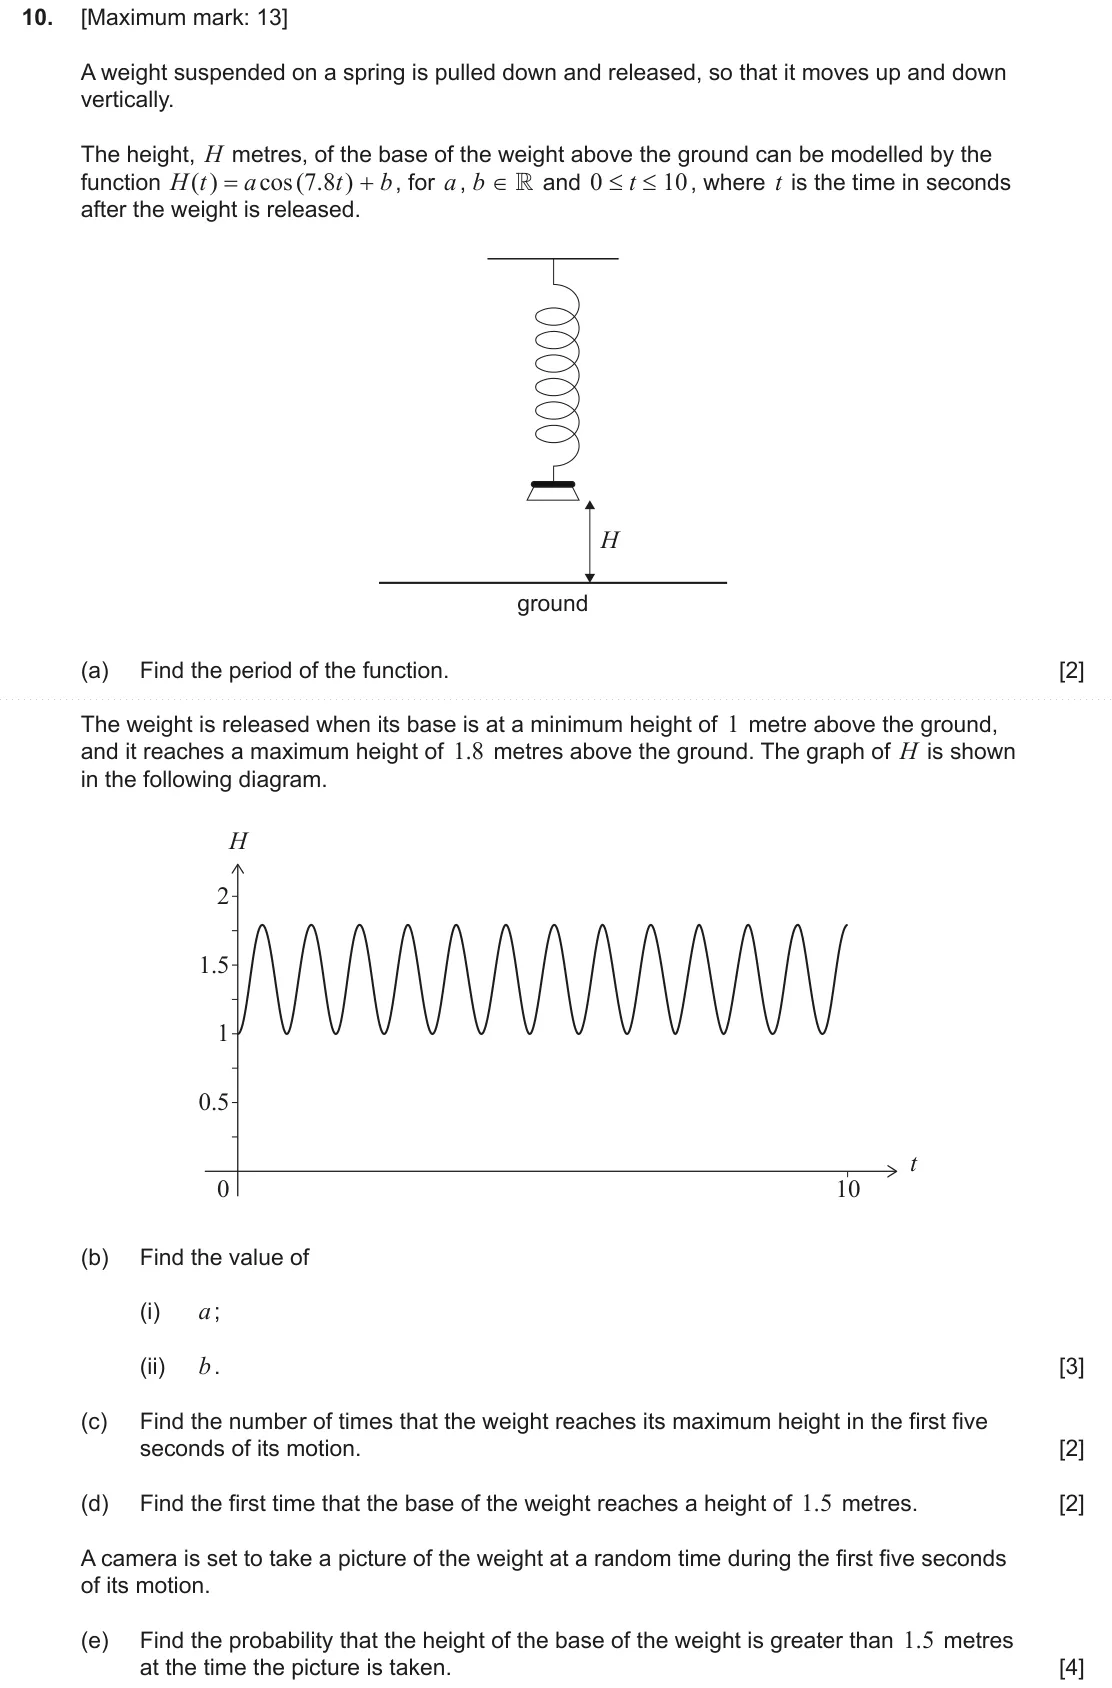 10. [Maximum mark: 13]
A weight suspended on a spring is pulled down and released, so that it moves up and down
vertically.
The height, H metres, of the base of the weight above the ground can be modelled by the
function H(t) = a cos(7.8t) + b, for a, b ∈ ℝ and 0 ≤ t ≤ 10, where t is the time in seconds
after the weight is released.
H
ground
(a) Find the period of the function. [2]
The weight is released when its base is at a minimum height of 1 metre above the ground,
and it reaches a maximum height of 1.8 metres above the ground. The graph of H is shown
in the following diagram.
H
2
1.5
1
0.5
t
0 10
(b) Find the value of
(i) a;
(ii) b. [3]
(c) Find the number of times that the weight reaches its maximum height in the first five
seconds of its motion. [2]
(d) Find the first time that the base of the weight reaches a height of 1.5 metres. [2]
A camera is set to take a picture of the weight at a random time during the first five seconds
of its motion.
(e) Find the probability that the height of the base of the weight is greater than 1.5 metres
at the time the picture is taken. [4]